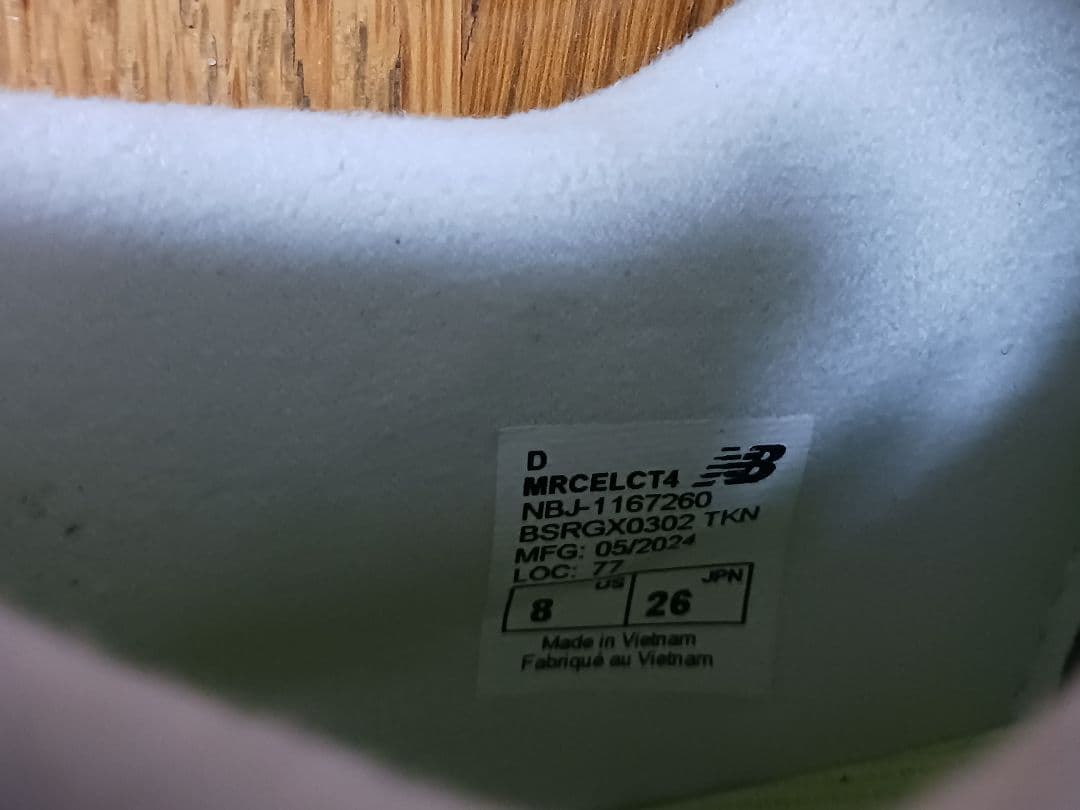 D
MRCELCT4 NB
NBJ-1167260
BSRGX0302 TKN
MFG: 05/2024
LOC: 77
US JPN
8 26
Made in Vietnam
Fabriqué au Vietnam